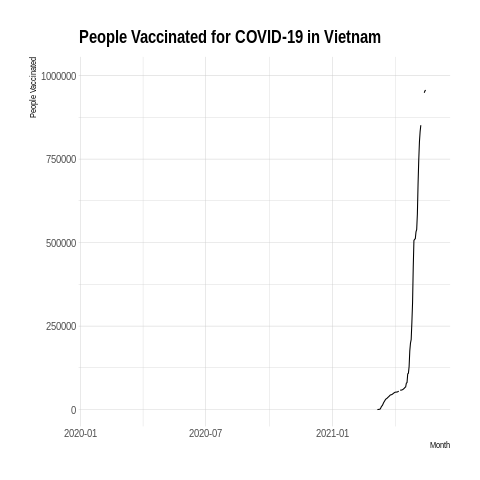 People Vaccinated for COVID-19 in Vietnam
People Vaccinated
1000000
750000
500000
250000
0
2020-01
2020-07
2021-01
Month